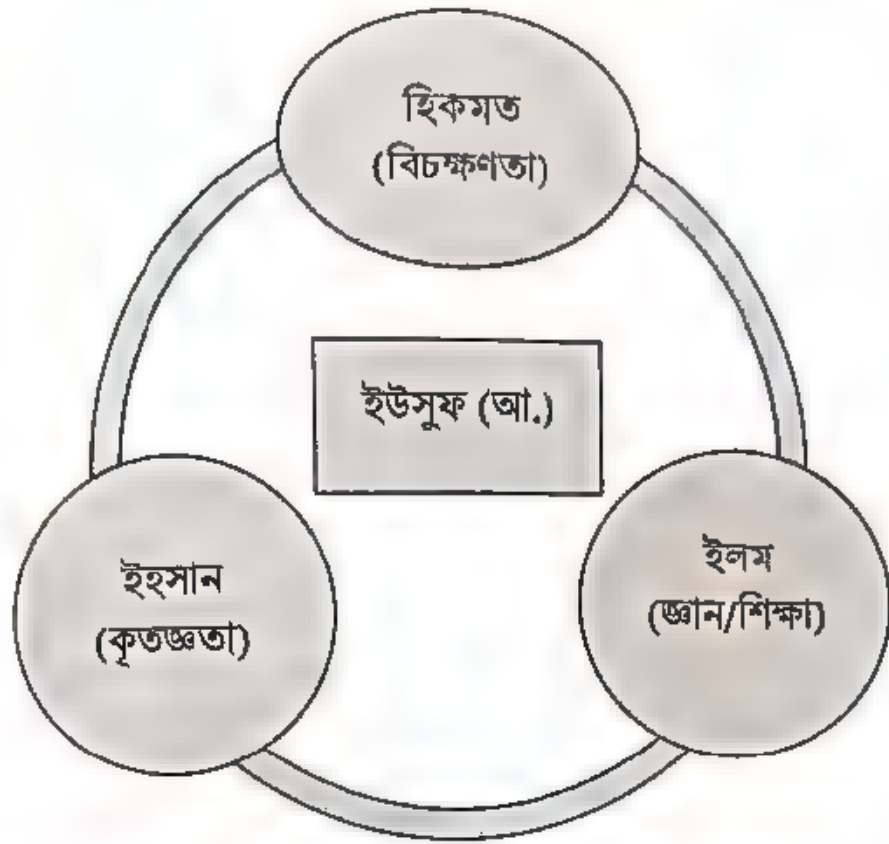 হিকমত
(বিচক্ষণতা)
ইউসুফ (আ.)
ইহসান
(কৃতজ্ঞতা)
ইলম
(জ্ঞান/শিক্ষা)